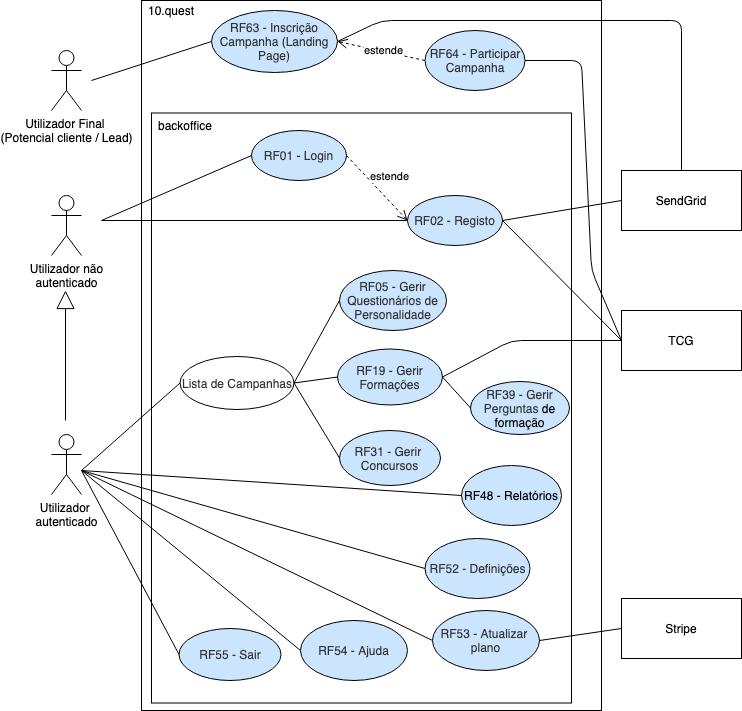 10.quest
RF63 - Inscrição
Campanha (Landing
Page)
estende
RF64 - Participar
Campanha
Utilizador Final
(Potencial cliente / Lead)
backoffice
RF01 - Login
estende
RF02 - Registo
SendGrid
Utilizador não
autenticado
RF05 - Gerir
Questionários de
Personalidade
TCG
Lista de Campanhas
RF19 - Gerir
Formações
RF39 - Gerir
Perguntas de
formação
RF31 - Gerir
Concursos
Utilizador
autenticado
RF48 - Relatórios
RF52 - Definições
RF53 - Atualizar
plano
Stripe
RF54 - Ajuda
RF55 - Sair